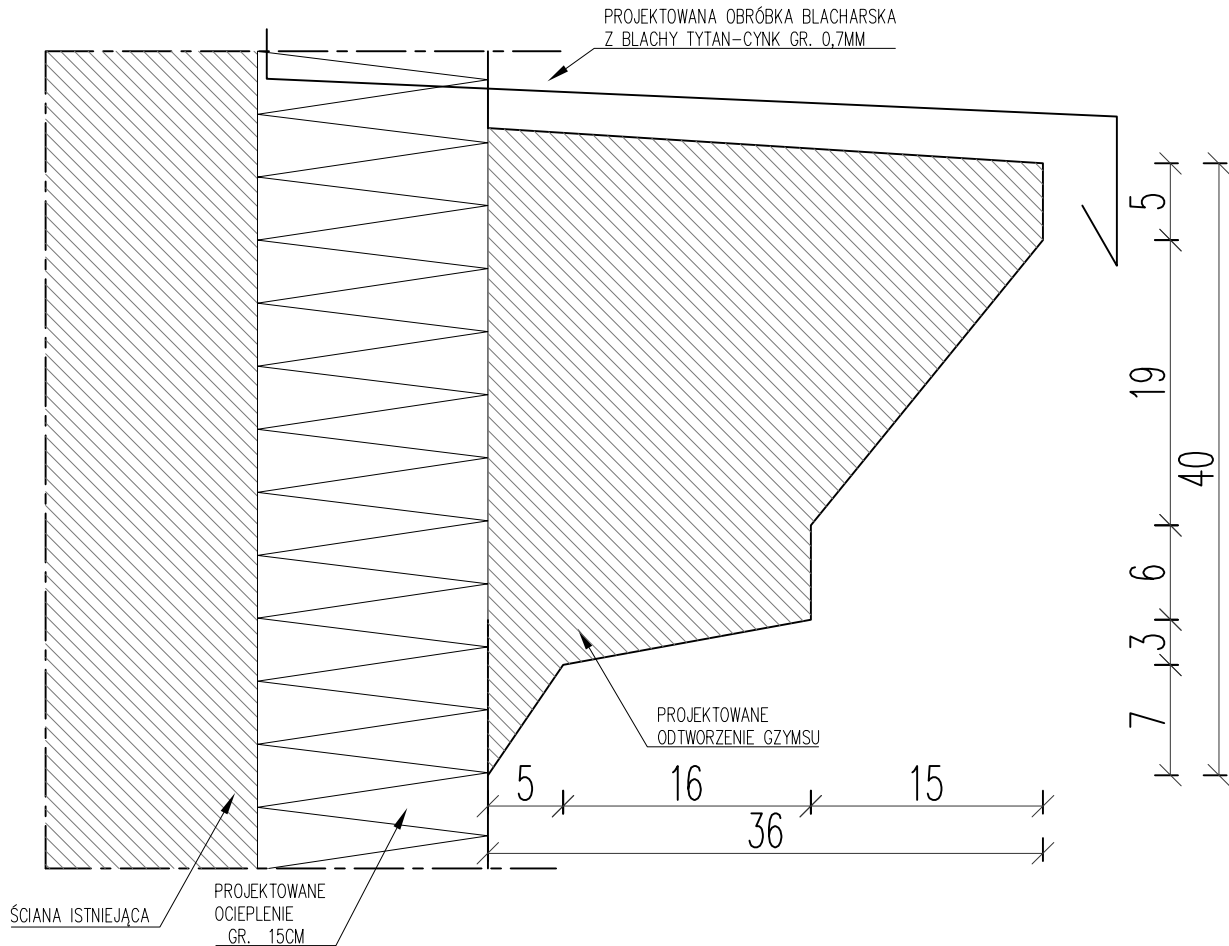 PROJEKTOWANA OBRÓBKA BLACHARSKA
Z BLACHY TYTAN-CYNK GR. 0,7MM
5
19
40
6
3
7
PROJEKTOWANE
ODTWORZENIE GZYMSU
5
16
15
36
PROJEKTOWANE
OCIEPLENIE
GR. 15CM
ŚCIANA ISTNIEJĄCA